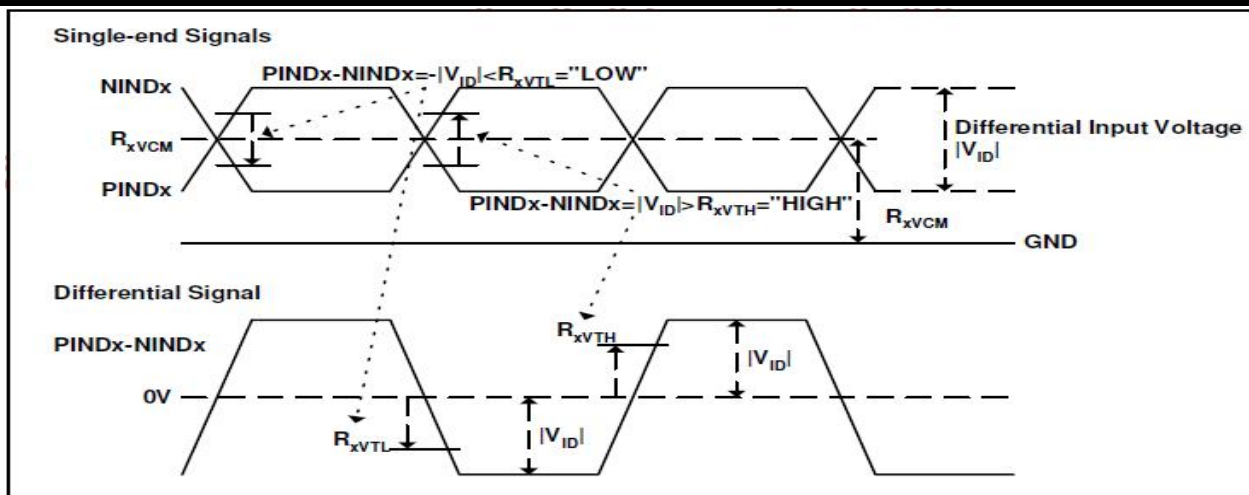 Single-end Signals
PINDx-NINDx=-|VID|<RxVTL="LOW"
NINDx
RxVCM
Differential Input Voltage
|VID|
PINDx
PINDx-NINDx=|VID|>RxVTH="HIGH"
RxVCM
GND
Differential Signal
RxVTH
PINDx-NINDx
|VID|
0V
RxVTL
|VID|